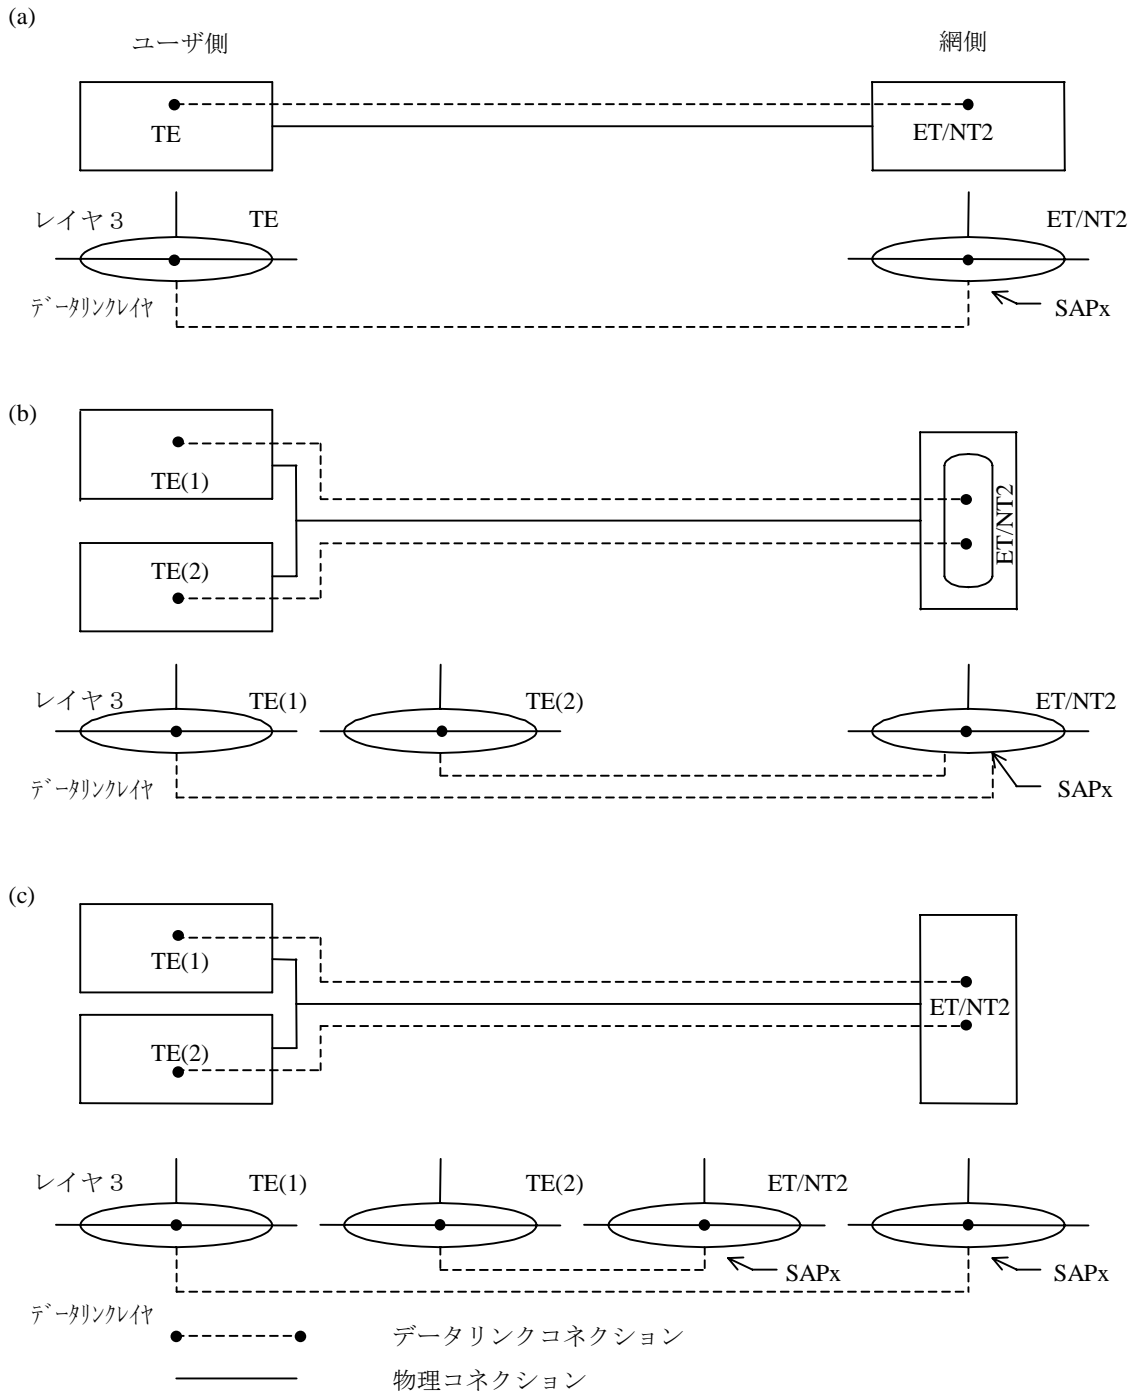 (a)
ユーザ側 網側
TE ET/NT2
レイヤ3 TE ET/NT2
ﾃﾞｰﾀﾘﾝｸﾚｲﾔ SAPx
(b)
TE(1)
ET/NT2
TE(2)
レイヤ3 TE(1) TE(2) ET/NT2
ﾃﾞｰﾀﾘﾝｸﾚｲﾔ SAPx
(c)
TE(1)
ET/NT2
TE(2)
レイヤ3 TE(1) TE(2) ET/NT2
SAPx SAPx
ﾃﾞｰﾀﾘﾝｸﾚｲﾔ
データリンクコネクション
物理コネクション